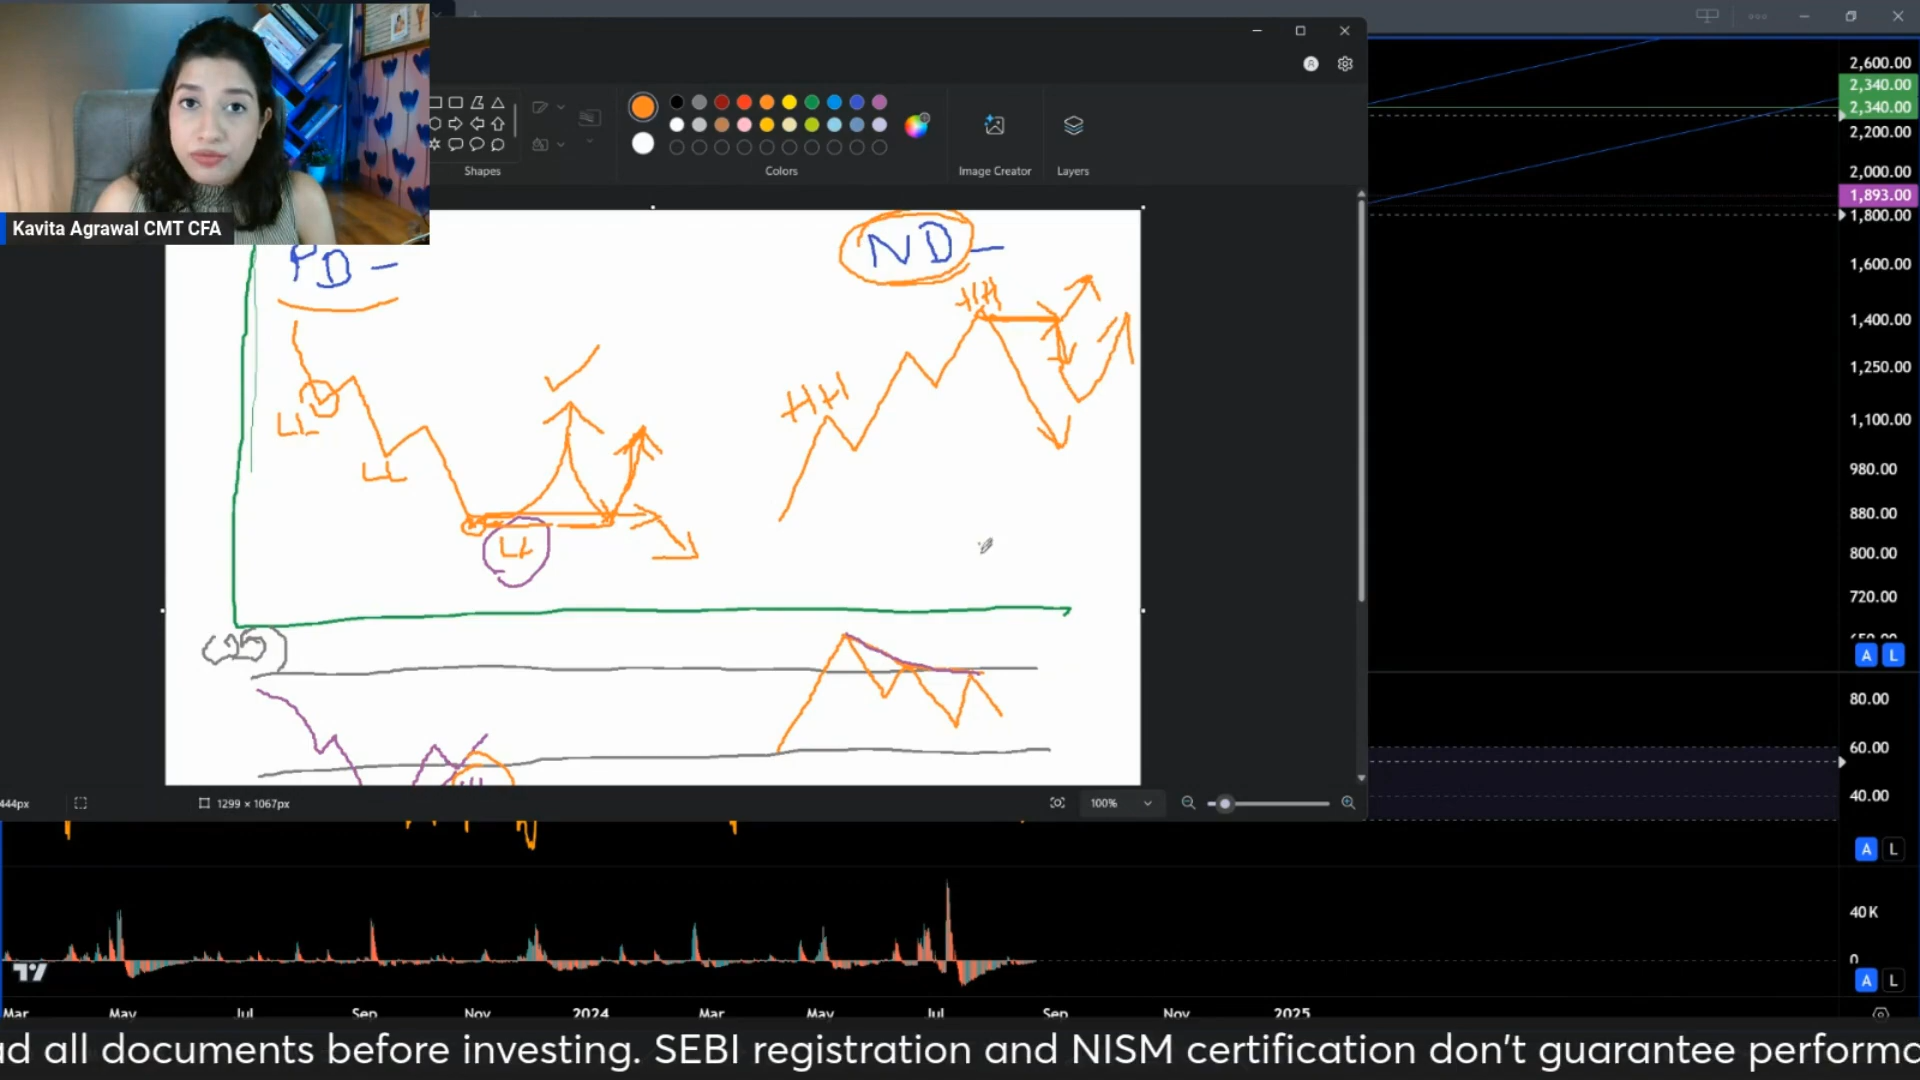 Kavita Agrawal CMT CFA
Shapes
Colors
Image Creator
Layers
PD -
ND -
HH
HH
LL
LL
LL
444px
1299 × 1067px
100%
2,600.00
2,340.00
2,340.00
2,200.00
2,000.00
1,893.00
1,800.00
1,600.00
1,400.00
1,250.00
1,100.00
980.00
880.00
800.00
720.00
A L
80.00
60.00
40.00
A L
40K
0
A L
Mar May Jul Sep Nov 2024 Mar May Jul Sep Nov 2025
d all documents before investing. SEBI registration and NISM certification don't guarantee performa